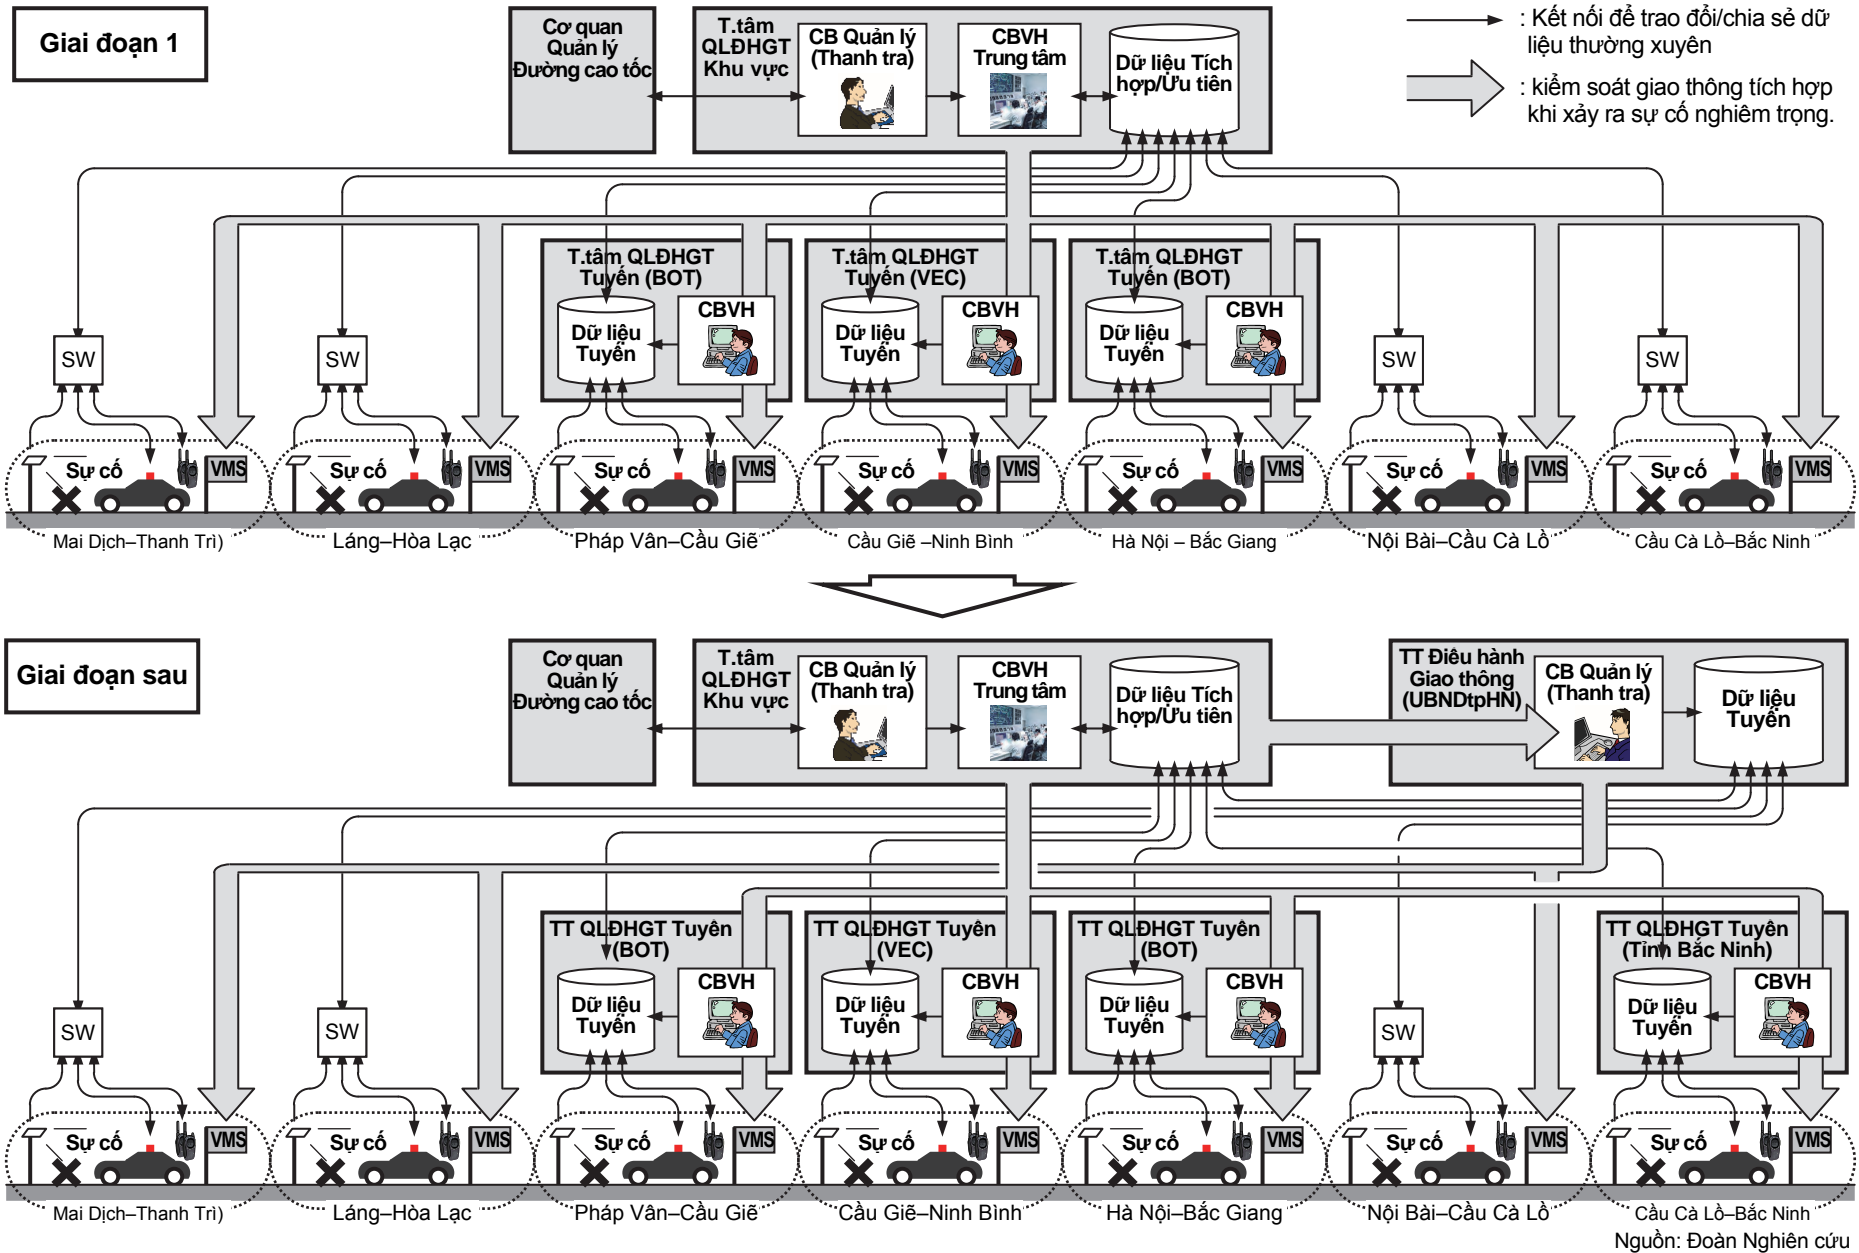 Giai đoạn 1
Cơ quan
Quản lý
Đường cao tốc
T.tâm
QLĐHGT
Khu vực
CB Quản lý
(Thanh tra)
CBVH
Trung tâm
Dữ liệu Tích
hợp/Ưu tiên
: Kết nối để trao đổi/chia sẻ dữ
liệu thường xuyên
: kiểm soát giao thông tích hợp
khi xảy ra sự cố nghiêm trọng.
T.tâm QLĐHGT
Tuyến (BOT)
T.tâm QLĐHGT
Tuyến (VEC)
T.tâm QLĐHGT
Tuyến (BOT)
SW
SW
Dữ liệu
Tuyến
CBVH
Dữ liệu
Tuyến
CBVH
Dữ liệu
Tuyến
CBVH
SW
SW
Sự cố
VMS
Sự cố
VMS
Sự cố
VMS
Sự cố
VMS
Sự cố
VMS
Sự cố
VMS
Sự cố
VMS
Mai Dịch–Thanh Trì)
Láng–Hòa Lạc
Pháp Vân–Cầu Giẽ
Cầu Giẽ –Ninh Bình
Hà Nội – Bắc Giang
Nội Bài–Cầu Cà Lồ
Cầu Cà Lồ–Bắc Ninh
Giai đoạn sau
Cơ quan
Quản lý
Đường cao tốc
T.tâm
QLĐHGT
Khu vực
CB Quản lý
(Thanh tra)
CBVH
Trung tâm
Dữ liệu Tích
hợp/Ưu tiên
TT Điều hành
Giao thông
(UBNDtpHN)
CB Quản lý
(Thanh tra)
Dữ liệu
Tuyến
TT QLĐHGT Tuyên
(BOT)
TT QLĐHGT Tuyên
(VEC)
TT QLĐHGT Tuyên
(BOT)
TT QLĐHGT Tuyên
(Tỉnh Bắc Ninh)
SW
SW
Dữ liệu
Tuyến
CBVH
Dữ liệu
Tuyến
CBVH
Dữ liệu
Tuyến
CBVH
SW
Dữ liệu
Tuyến
CBVH
Sự cố
VMS
Sự cố
VMS
Sự cố
VMS
Sự cố
VMS
Sự cố
VMS
Sự cố
VMS
Sự cố
VMS
Mai Dịch–Thanh Trì)
Láng–Hòa Lạc
Pháp Vân–Cầu Giẽ
Cầu Giẽ–Ninh Bình
Hà Nội–Bắc Giang
Nội Bài–Cầu Cà Lồ
Cầu Cà Lồ–Bắc Ninh
Nguồn: Đoàn Nghiên cứu